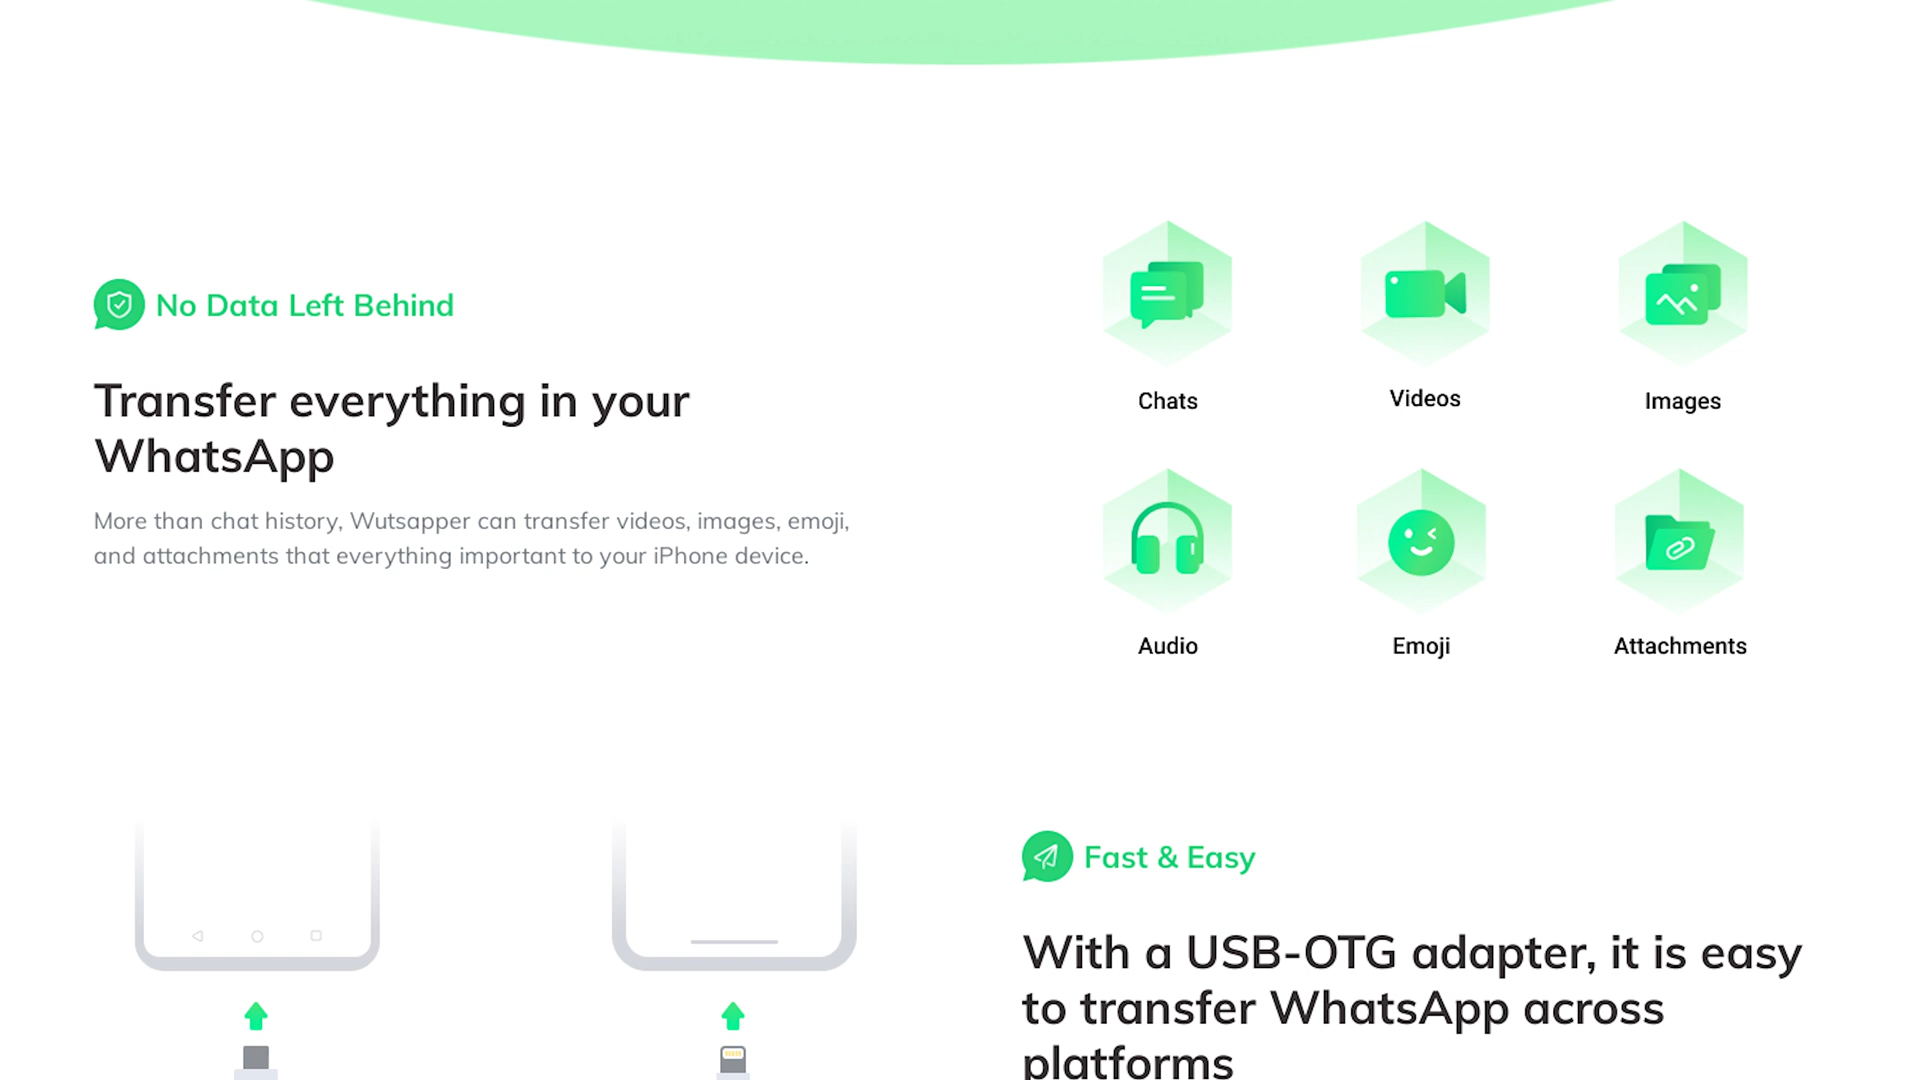 No Data Left Behind
Transfer everything in your
WhatsApp
More than chat history, Wutsapper can transfer videos, images, emoji,
and attachments that everything important to your iPhone device.
Chats
Videos
Images
Audio
Emoji
Attachments
Fast & Easy
With a USB-OTG adapter, it is easy
to transfer WhatsApp across
platforms